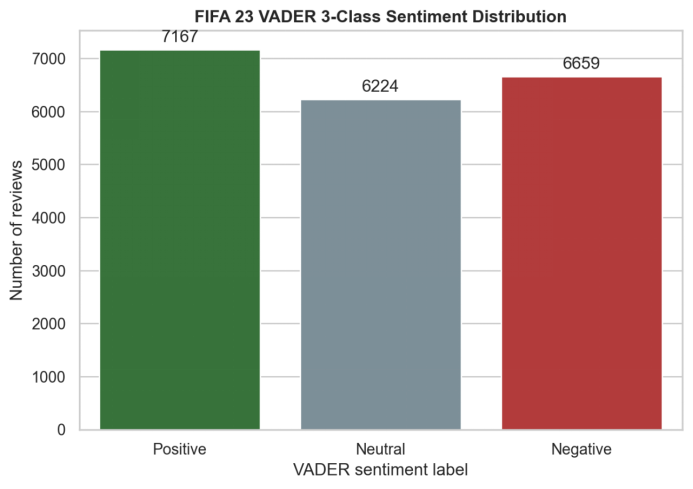 FIFA 23 VADER 3-Class Sentiment Distribution
7167
6224
6659
7000
6000
5000
4000
3000
2000
1000
0
Number of reviews
Positive
Neutral
Negative
VADER sentiment label